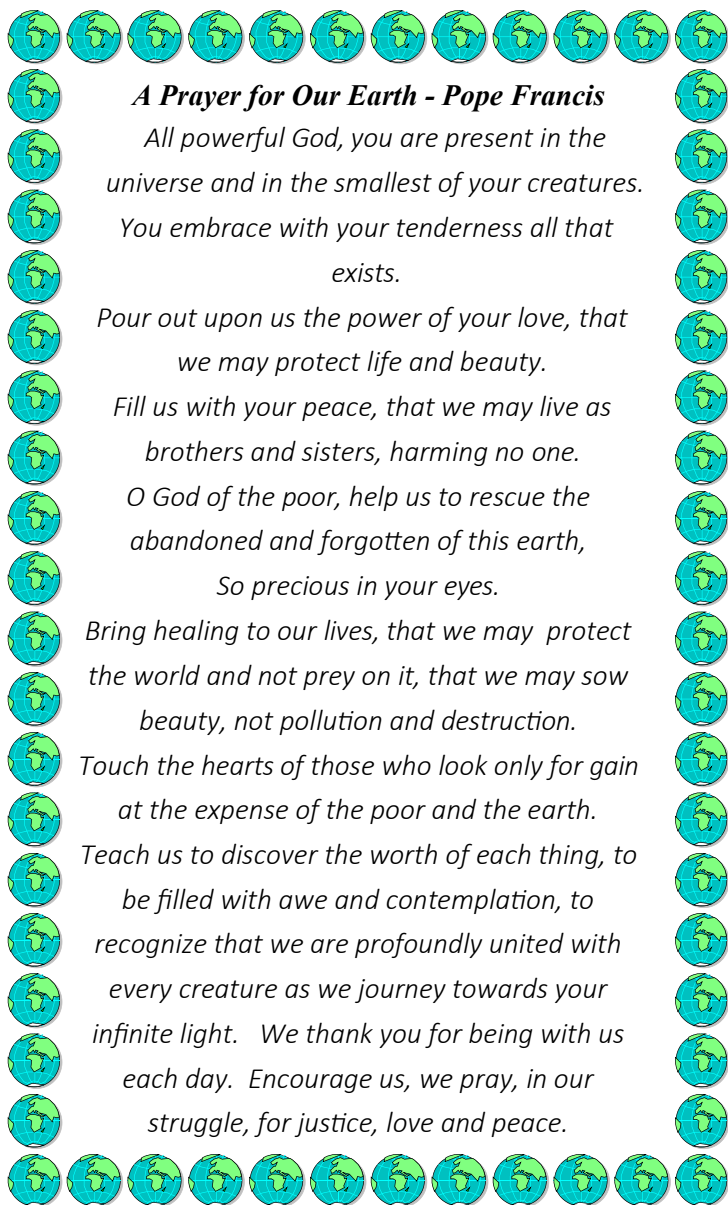 A Prayer for Our Earth - Pope Francis
All powerful God, you are present in the
universe and in the smallest of your creatures.
You embrace with your tenderness all that
exists.
Pour out upon us the power of your love, that
we may protect life and beauty.
Fill us with your peace, that we may live as
brothers and sisters, harming no one.
O God of the poor, help us to rescue the
abandoned and forgotten of this earth,
So precious in your eyes.
Bring healing to our lives, that we may  protect
the world and not prey on it, that we may sow
beauty, not pollution and destruction.
Touch the hearts of those who look only for gain
at the expense of the poor and the earth.
Teach us to discover the worth of each thing, to
be filled with awe and contemplation, to
recognize that we are profoundly united with
every creature as we journey towards your
infinite light.   We thank you for being with us
each day.  Encourage us, we pray, in our
struggle, for justice, love and peace.